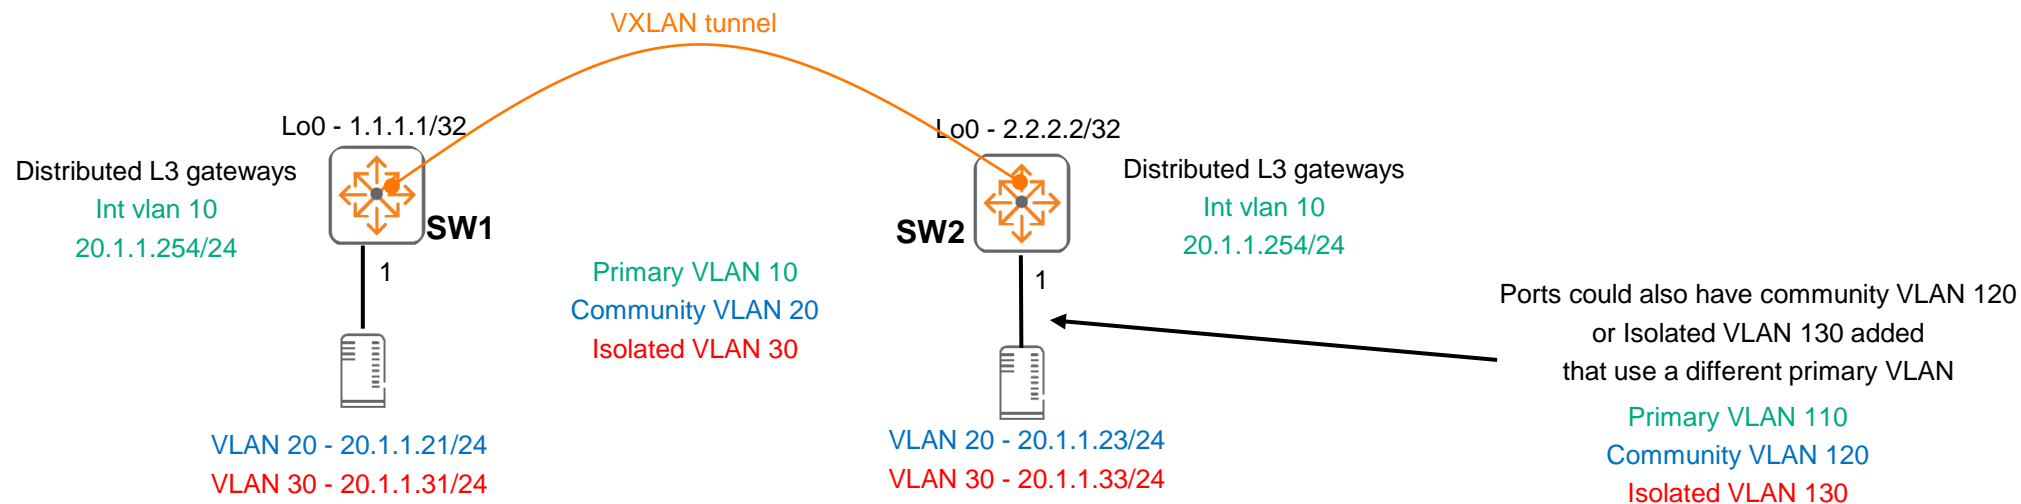 VXLAN tunnel
Lo0 - 1.1.1.1/32
Lo0 - 2.2.2.2/32
Distributed L3 gateways
Int vlan 10
20.1.1.254/24
SW1
1
SW2
1
Distributed L3 gateways
Int vlan 10
20.1.1.254/24
Primary VLAN 10
Community VLAN 20
Isolated VLAN 30
Ports could also have community VLAN 120
or Isolated VLAN 130 added
that use a different primary VLAN
Primary VLAN 110
Community VLAN 120
Isolated VLAN 130
VLAN 20 - 20.1.1.21/24
VLAN 30 - 20.1.1.31/24
VLAN 20 - 20.1.1.23/24
VLAN 30 - 20.1.1.33/24